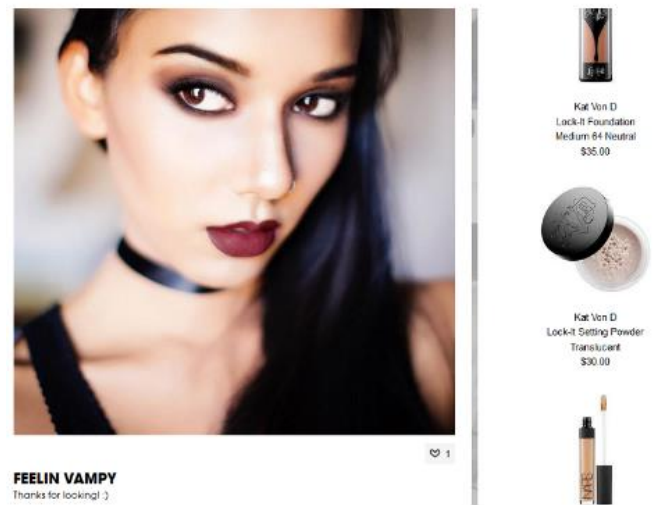 1
FEELIN VAMPY
Thanks for looking! :)
Kat Von D
Lock-It Foundation
Medium 64 Neutral
$35.00
Kat Von D
Lock-It Setting Powder
Translucent
$30.00
NARS